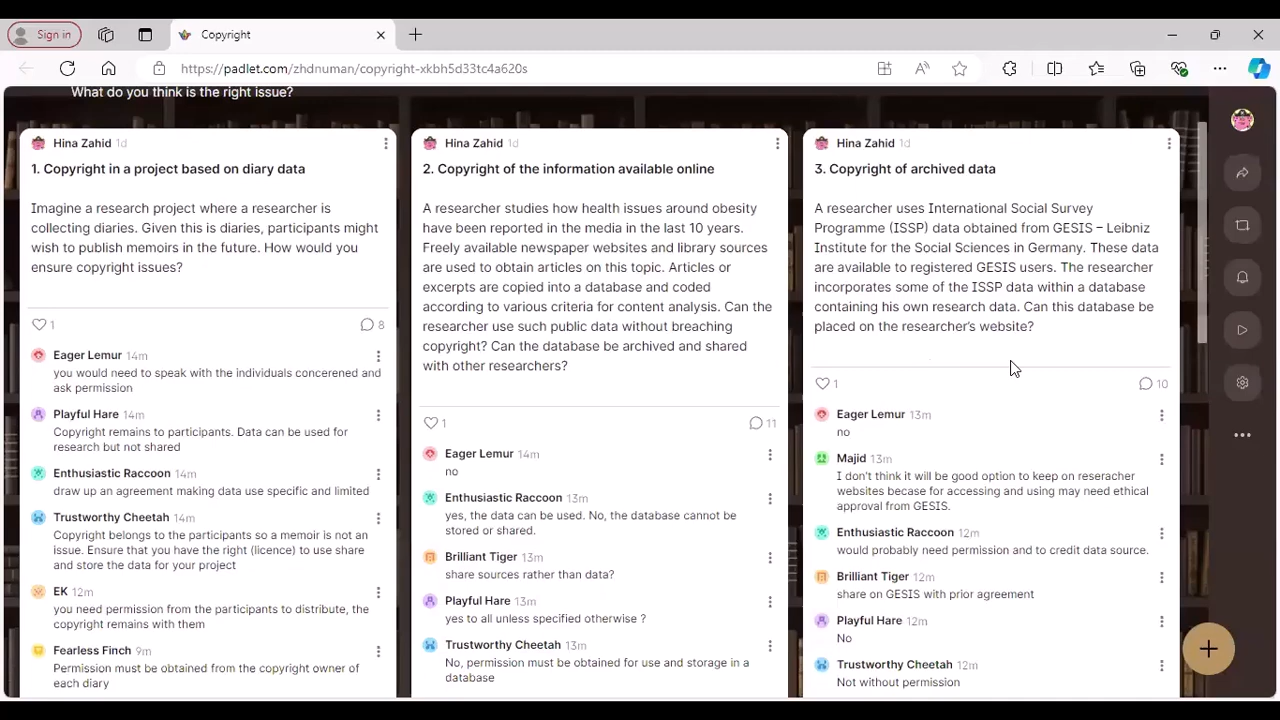 Sign in
Copyright
https://padlet.com/zhdnuman/copyright-xkbh5d33tc4a620s
What do you think is the right issue?
Hina Zahid 1d
1. Copyright in a project based on diary data
Imagine a research project where a researcher is
collecting diaries. Given this is diaries, participants might
wish to publish memoirs in the future. How would you
ensure copyright issues?
1
8
Eager Lemur 14m
you would need to speak with the individuals concerened and
ask permission
Playful Hare 14m
Copyright remains to participants. Data can be used for
research but not shared
Enthusiastic Raccoon 14m
draw up an agreement making data use specific and limited
Trustworthy Cheetah 14m
Copyright belongs to the participants so a memoir is not an
issue. Ensure that you have the right (licence) to use share
and store the data for your project
EK 12m
you need permission from the participants to distribute, the
copyright remains with them
Fearless Finch 9m
Permission must be obtained from the copyright owner of
each diary
Hina Zahid 1d
2. Copyright of the information available online
A researcher studies how health issues around obesity
have been reported in the media in the last 10 years.
Freely available newspaper websites and library sources
are used to obtain articles on this topic. Articles or
excerpts are copied into a database and coded
according to various criteria for content analysis. Can the
researcher use such public data without breaching
copyright? Can the database be archived and shared
with other researchers?
1
11
Eager Lemur 14m
no
Enthusiastic Raccoon 13m
yes, the data can be used. No, the database cannot be
stored or shared.
Brilliant Tiger 13m
share sources rather than data?
Playful Hare 13m
yes to all unless specified otherwise ?
Trustworthy Cheetah 13m
No, permission must be obtained for use and storage in a
database
Hina Zahid 1d
3. Copyright of archived data
A researcher uses International Social Survey
Programme (ISSP) data obtained from GESIS – Leibniz
Institute for the Social Sciences in Germany. These data
are available to registered GESIS users. The researcher
incorporates some of the ISSP data within a database
containing his own research data. Can this database be
placed on the researcher's website?
1
10
Eager Lemur 13m
no
Majid 13m
I don't think it will be good option to keep on reseracher
websites becase for accessing and using may need ethical
approval from GESIS.
Enthusiastic Raccoon 12m
would probably need permission and to credit data source.
Brilliant Tiger 12m
share on GESIS with prior agreement
Playful Hare 12m
No
Trustworthy Cheetah 12m
Not without permission